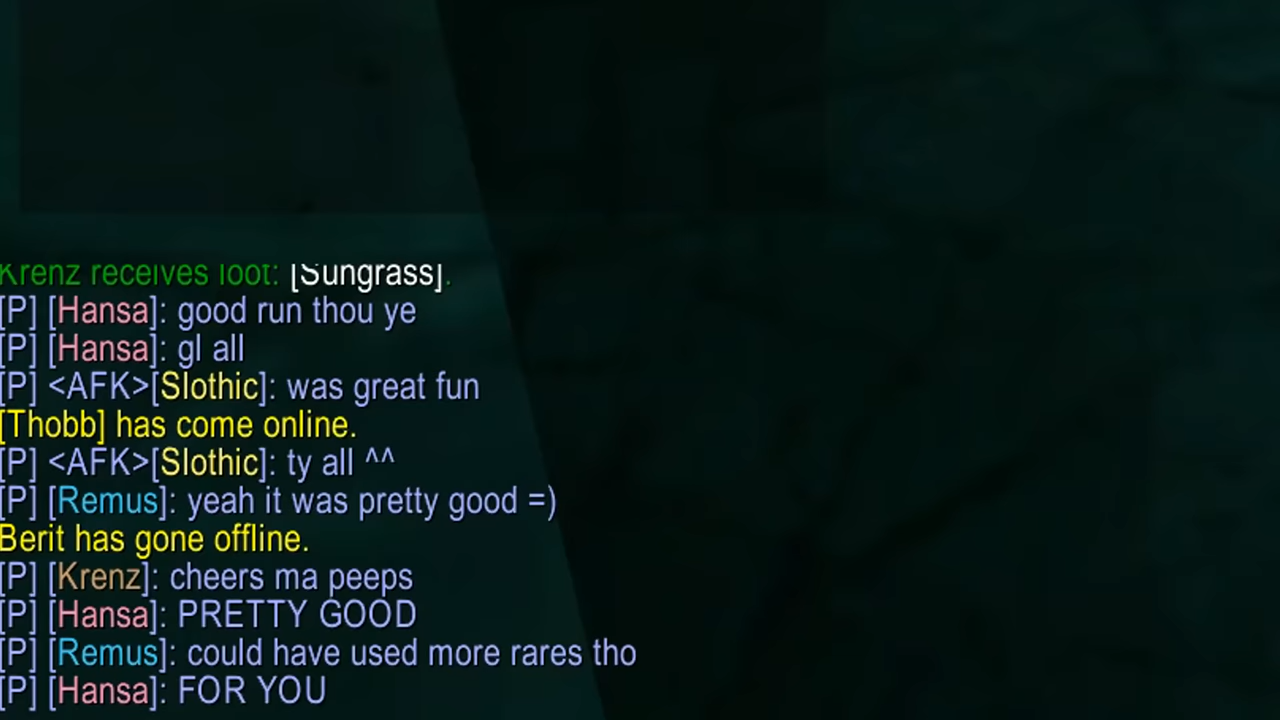 Krenz receives loot: [Sungrass].
[P] [Hansa]: good run thou ye
[P] [Hansa]: gl all
[P] <AFK>[Slothic]: was great fun
[Thobb] has come online.
[P] <AFK>[Slothic]: ty all ^^
[P] [Remus]: yeah it was pretty good =)
Berit has gone offline.
[P] [Krenz]: cheers ma peeps
[P] [Hansa]: PRETTY GOOD
[P] [Remus]: could have used more rares tho
[P] [Hansa]: FOR YOU